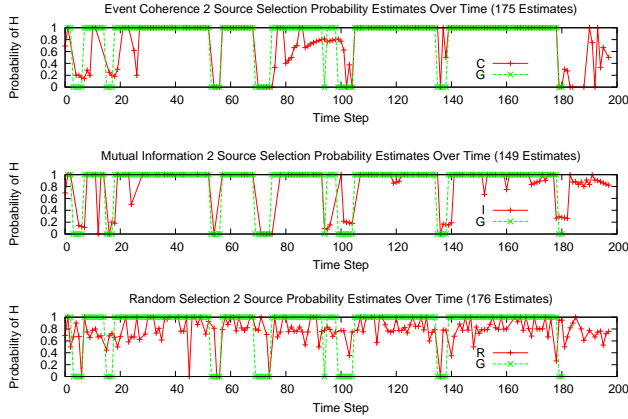 Event Coherence 2 Source Selection Probability Estimates Over Time (175 Estimates)
Probability of H
1
0.8
0.6
0.4
0.2
0
0 20 40 60 80 100 120 140 160 180 200
C
G
Time Step
Mutual Information 2 Source Selection Probability Estimates Over Time (149 Estimates)
Probability of H
1
0.8
0.6
0.4
0.2
0
0 20 40 60 80 100 120 140 160 180 200
I
G
Time Step
Random Selection 2 Source Probability Estimates Over Time (176 Estimates)
Probability of H
1
0.8
0.6
0.4
0.2
0
0 20 40 60 80 100 120 140 160 180 200
R
G
Time Step